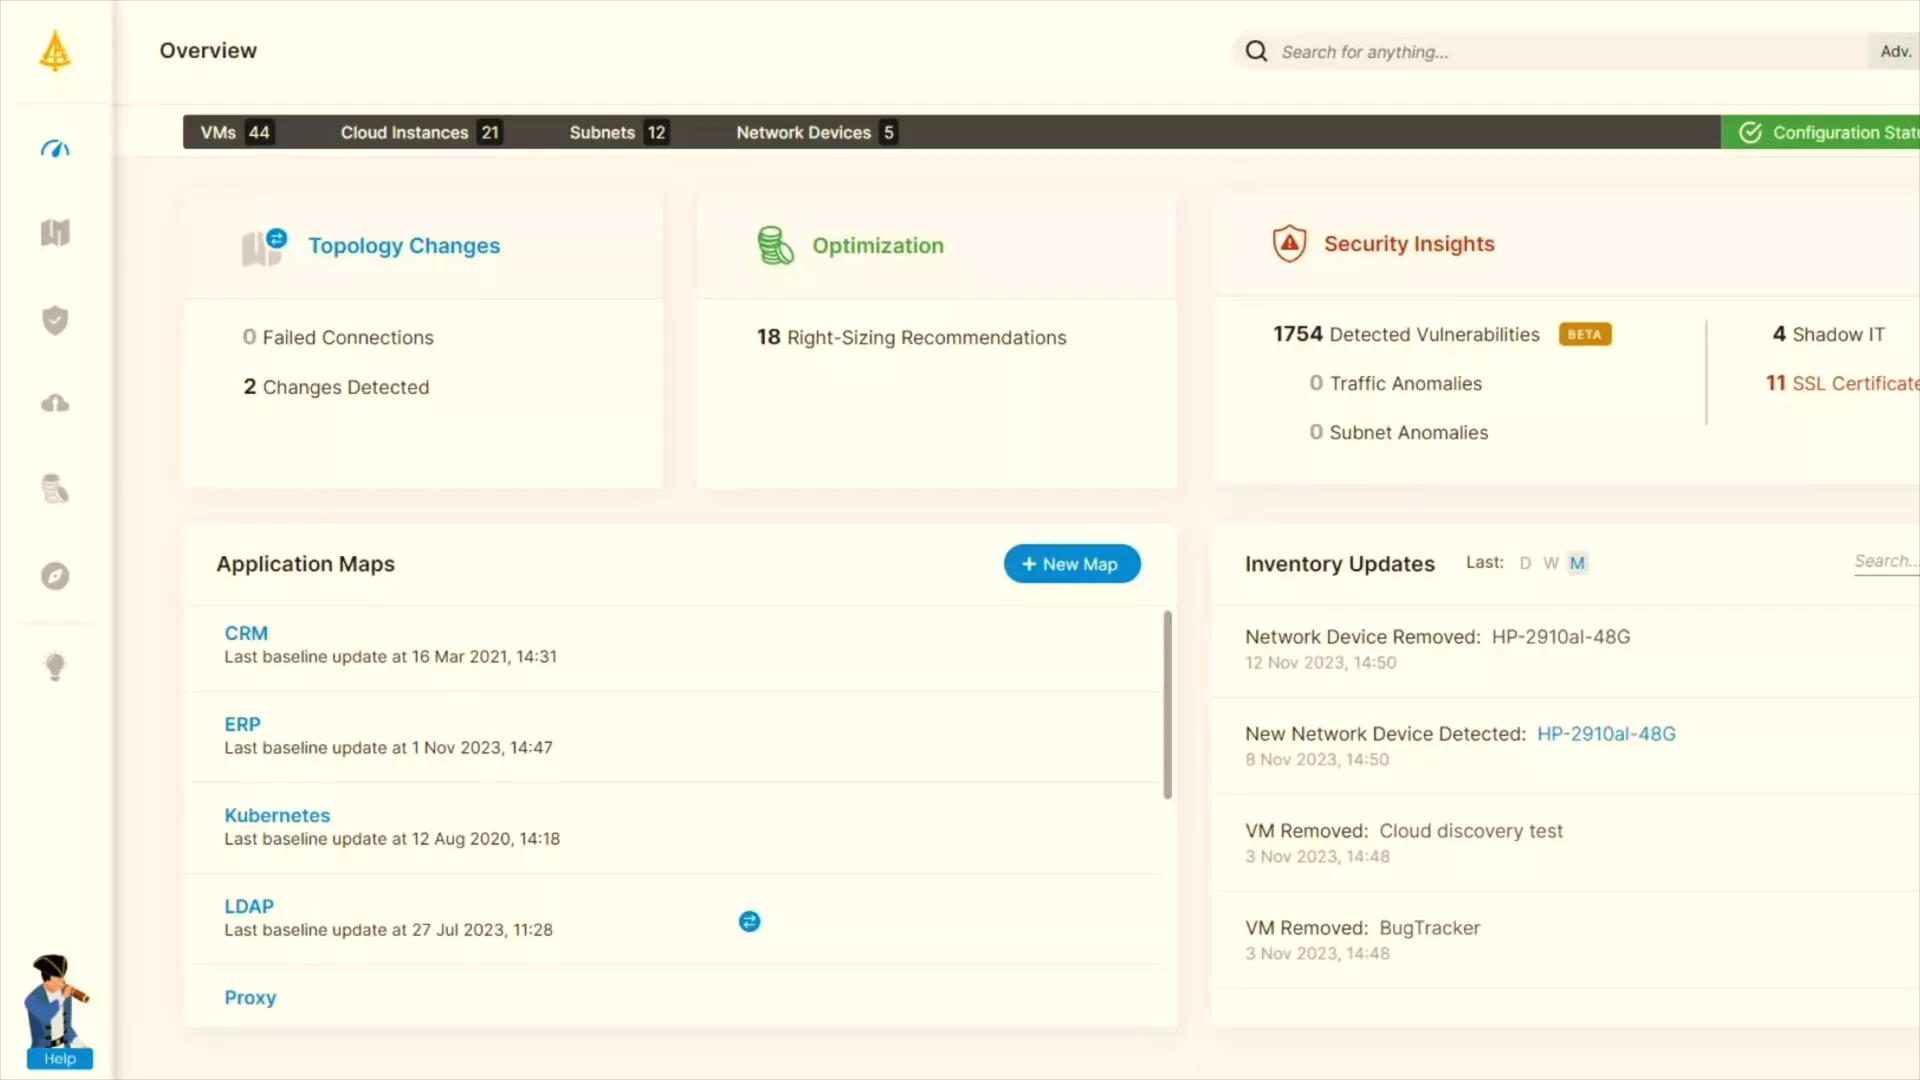 Overview
Search for anything...
Adv.
VMs 44
Cloud Instances 21
Subnets 12
Network Devices 5
Configuration Statu
Topology Changes
0 Failed Connections
2 Changes Detected
Optimization
18 Right-Sizing Recommendations
Security Insights
1754 Detected Vulnerabilities BETA
0 Traffic Anomalies
0 Subnet Anomalies
4 Shadow IT
11 SSL Certificate
Application Maps
+ New Map
CRM
Last baseline update at 16 Mar 2021, 14:31
ERP
Last baseline update at 1 Nov 2023, 14:47
Kubernetes
Last baseline update at 12 Aug 2020, 14:18
LDAP
Last baseline update at 27 Jul 2023, 11:28
Proxy
Inventory Updates
Last: D W M
Search...
Network Device Removed: HP-2910al-48G
12 Nov 2023, 14:50
New Network Device Detected: HP-2910al-48G
8 Nov 2023, 14:50
VM Removed: Cloud discovery test
3 Nov 2023, 14:48
VM Removed: BugTracker
3 Nov 2023, 14:48
Help